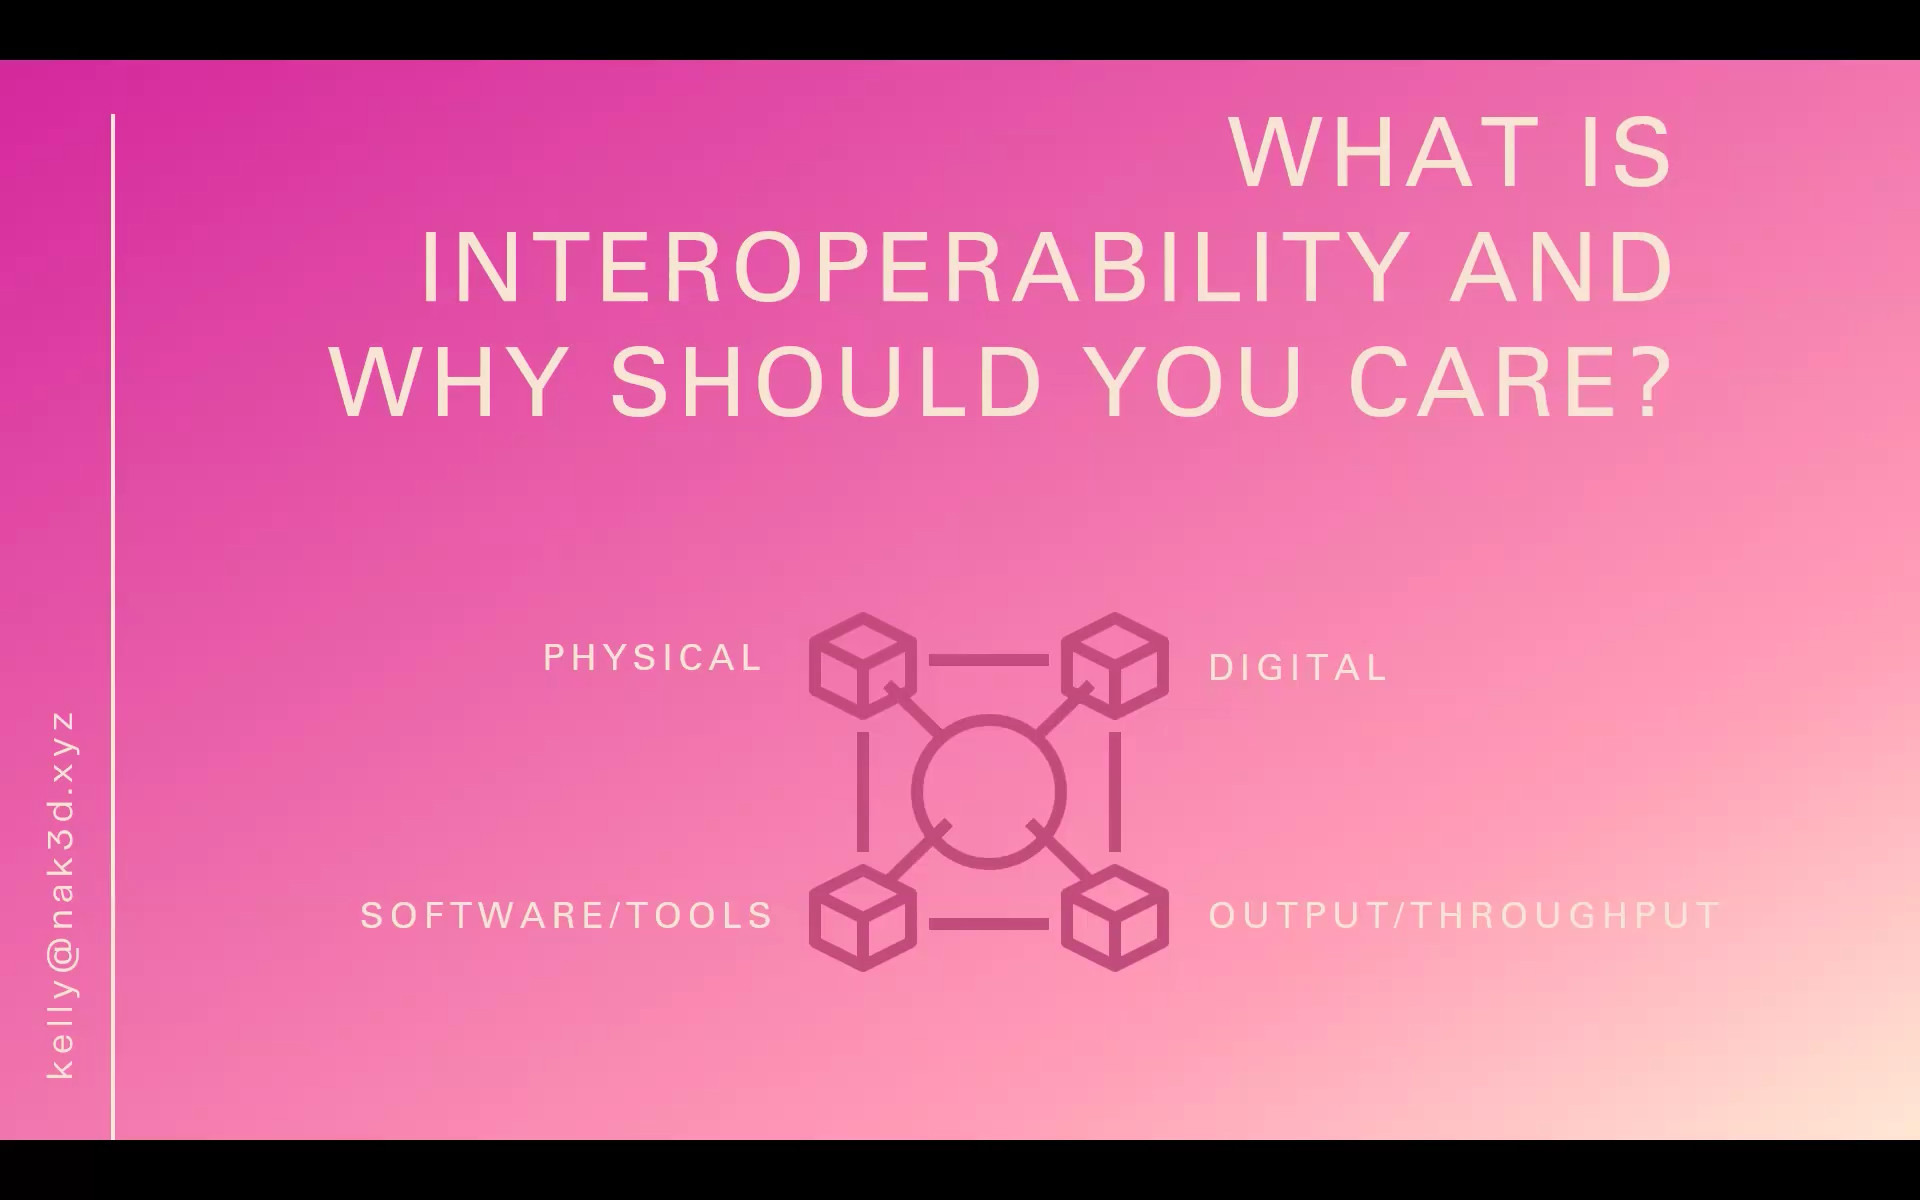 WHAT IS
INTEROPERABILITY AND
WHY SHOULD YOU CARE?
PHYSICAL
DIGITAL
SOFTWARE/TOOLS
OUTPUT/THROUGHPUT
kelly@nak3d.xyz